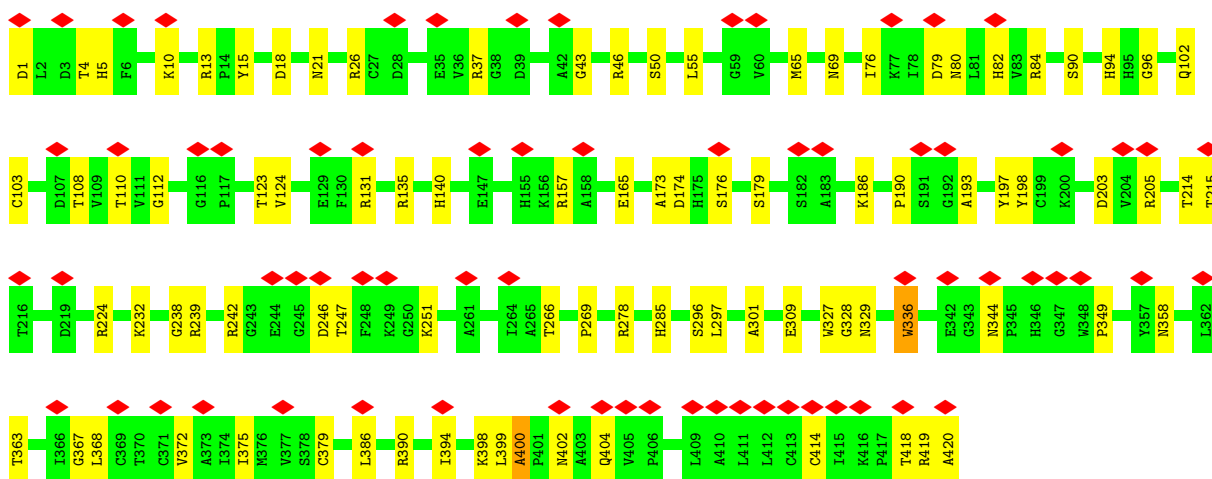 D1 L2 D3 T4 H5 F6 K10 R13 P14 Y15 D18 N21 R26 C27 D28 E35 V36 R37 G38 D39 A42 G43 R46 S50 L55 G59 V60 M65 N69 I76 K77 I78 D79 N80 L81 H82 V83 R84 S90 H94 H95 G96 Q102
C103 D107 T108 V109 T110 V111 G112 G116 P117 T123 V124 E129 F130 R131 R135 H140 E147 H155 K156 R157 A158 E165 A173 D174 H175 S176 S179 S182 A183 K186 P190 S191 G192 A193 Y197 Y198 C199 K200 D203 V204 R205 T214 T215
T216 D219 R224 K232 G238 R239 R242 G243 E244 G245 D246 T247 F248 K249 G250 K251 A261 I264 A265 T266 P269 R278 H285 S296 L297 A301 E309 W327 G328 N329 W336 E342 G343 N344 P345 H346 G347 W348 P349 Y357 N358 L362
T363 I366 G367 L368 C369 T370 C371 V372 A373 I374 I375 M376 V377 S378 C379 L386 R390 I394 K398 L399 A400 P401 N402 A403 Q404 V405 P406 L409 A410 L411 L412 C413 C414 I415 K416 P417 T418 R419 A420